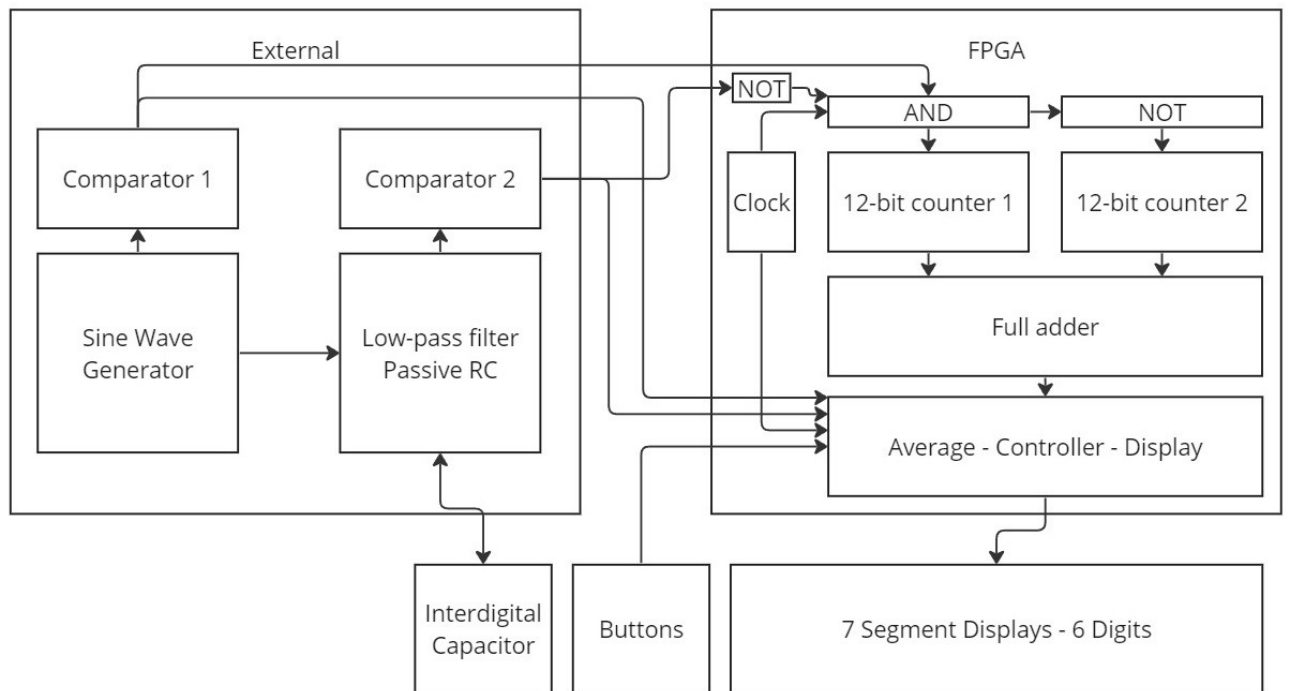 External
FPGA
NOT
AND
NOT
Comparator 1
Comparator 2
Clock
12-bit counter 1
12-bit counter 2
Sine Wave
Generator
Low-pass filter
Passive RC
Full adder
Average - Controller - Display
Interdigital
Capacitor
Buttons
7 Segment Displays - 6 Digits